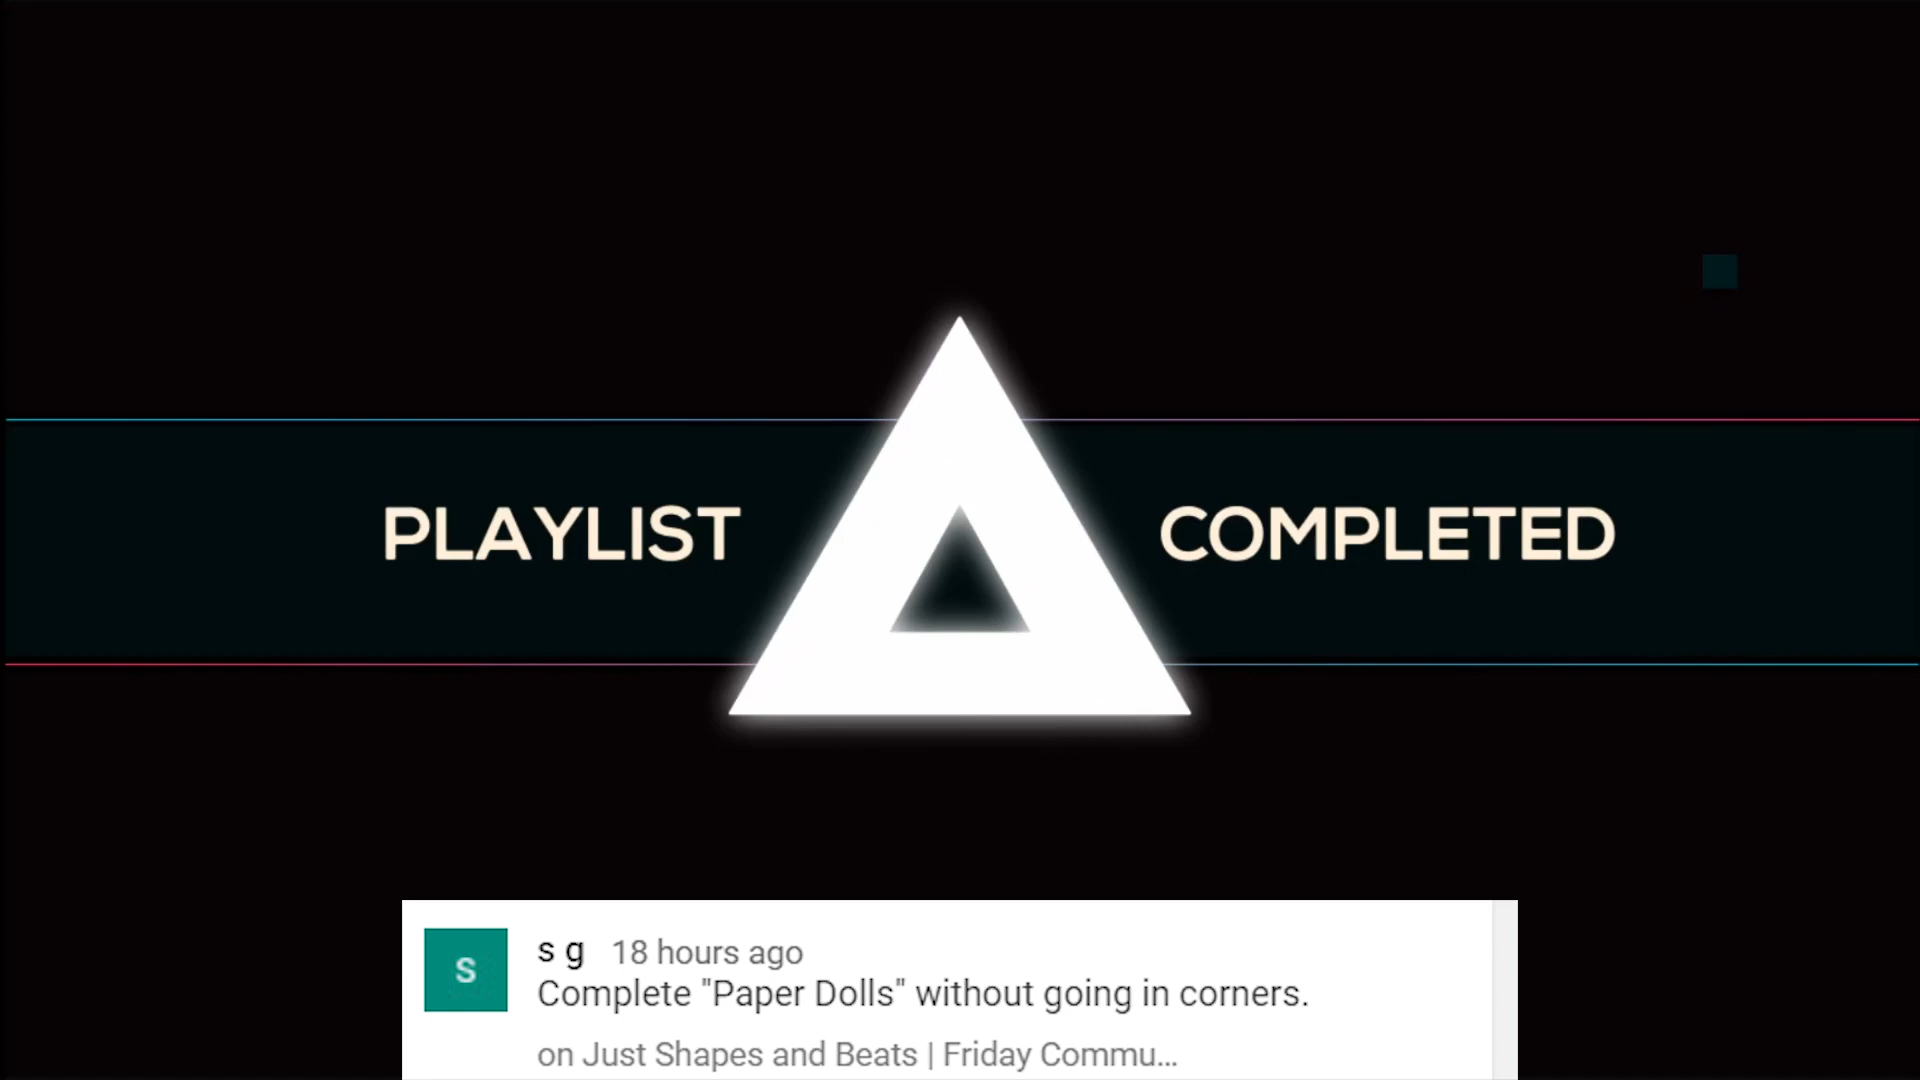 PLAYLIST COMPLETED
S
s g 18 hours ago
Complete "Paper Dolls" without going in corners.
on Just Shapes and Beats | Friday Commu...